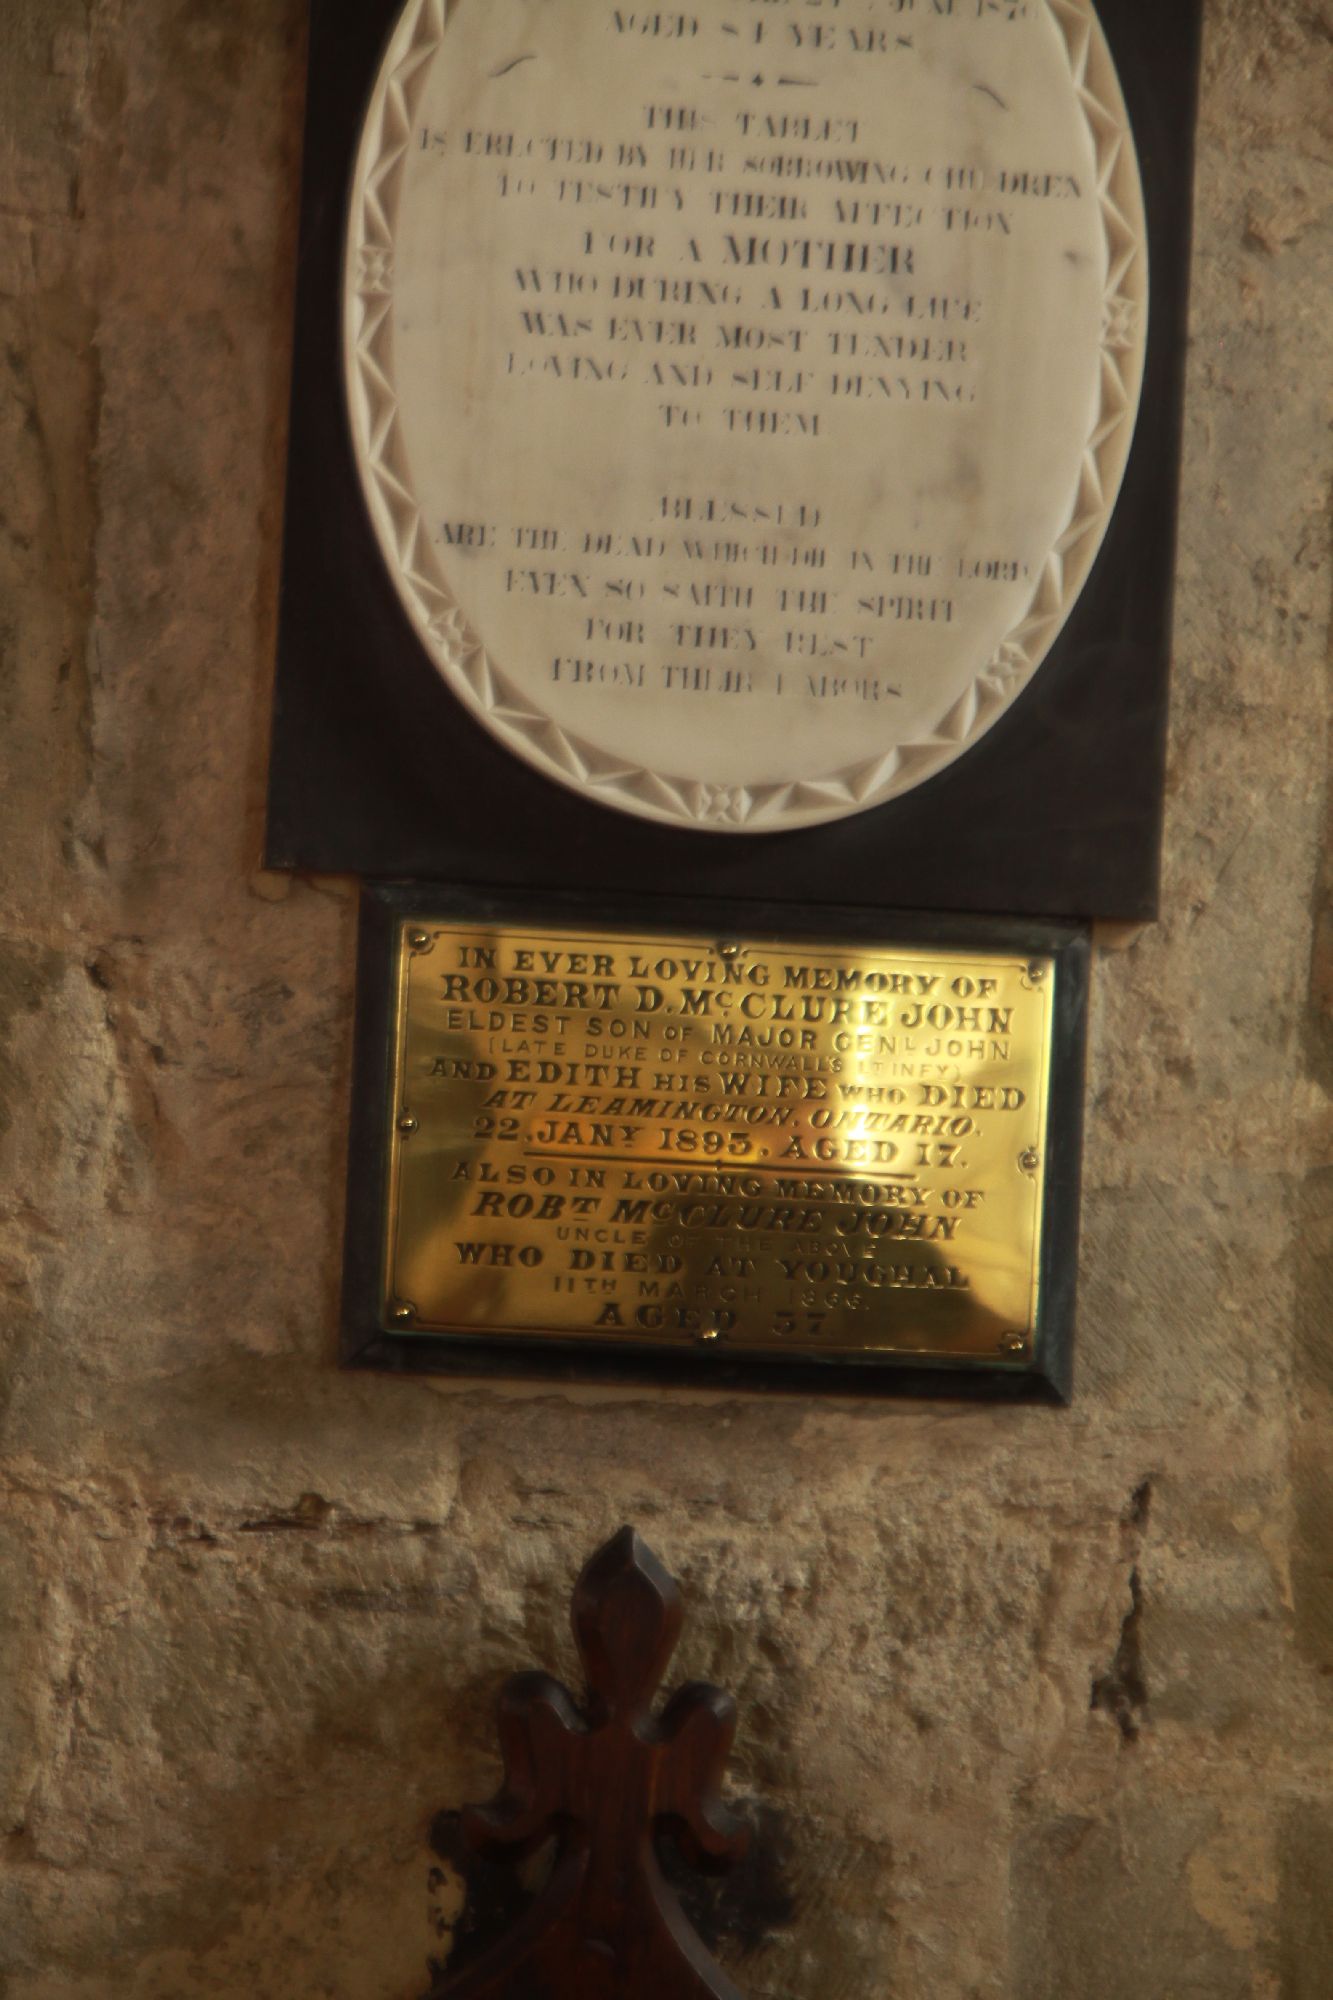 AGED 84 YEARS
THIS TABLET
IS ERECTED BY HER SORROWING CHILDREN
TO TESTIFY THEIR AFFECTION
FOR A MOTHER
WHO DURING A LONG LIFE
WAS EVER MOST TENDER
LOVING AND SELF DENYING
TO THEM
BLESSED
ARE THE DEAD WHICH DIE IN THE LORD
EVEN SO SAITH THE SPIRIT
FOR THEY REST
FROM THEIR LABORS
IN EVER LOVING MEMORY OF
ROBERT D. McCLURE JOHN
ELDEST SON OF MAJOR GENL JOHN
(LATE DUKE OF CORNWALL'S LT INFY)
AND EDITH HIS WIFE WHO DIED
AT LEAMINGTON, ONTARIO.
22. JANY 1893. AGED 17.
ALSO IN LOVING MEMORY OF
ROBT McCLURE JOHN
UNCLE OF THE ABOVE
WHO DIED AT YOUGHAL
11TH MARCH 1866.
AGED 37.